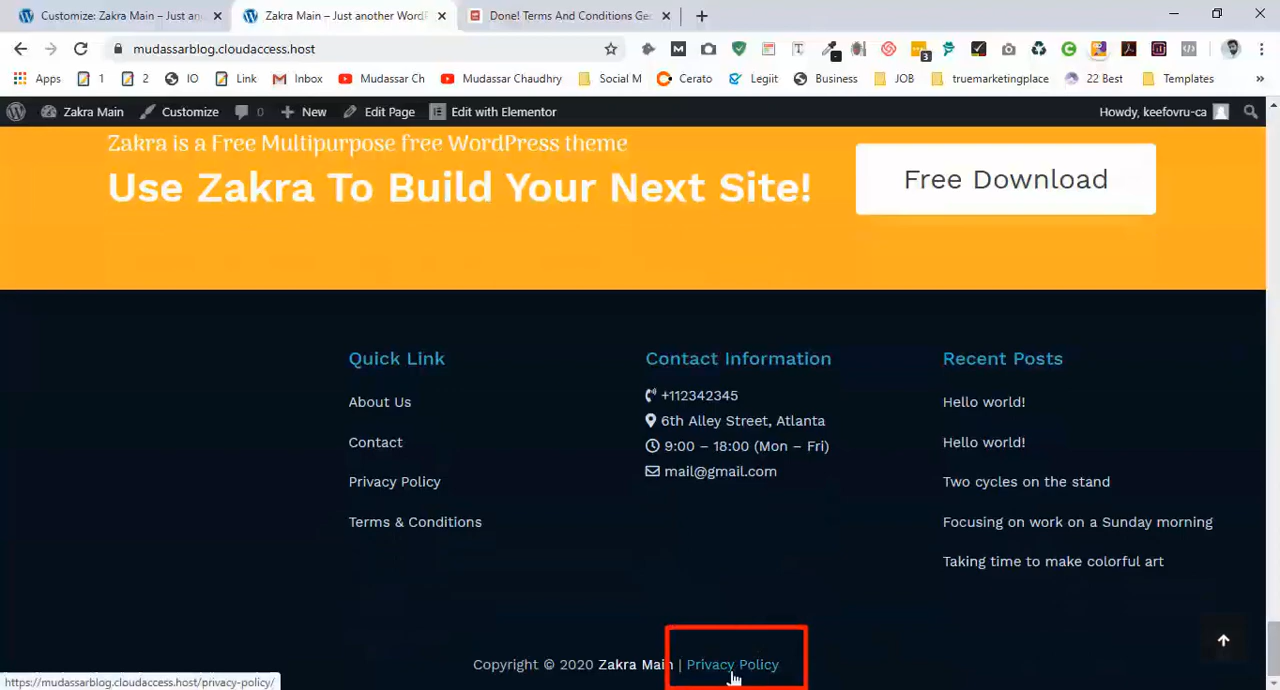 Customize: Zakra Main – Just an
Zakra Main – Just another WordP
Done! Terms And Conditions Gen
mudassarblog.cloudaccess.host
Apps
1
2
IO
Link
Inbox
Mudassar Ch
Mudassar Chaudhry
Social M
Cerato
Legiit
Business
JOB
truemarketingplace
22 Best
Templates
»
Zakra Main
Customize
0
New
Edit Page
Edit with Elementor
Howdy, keefovru-ca
Zakra is a Free Multipurpose free WordPress theme
Use Zakra To Build Your Next Site!
Free Download
Quick Link
About Us
Contact
Privacy Policy
Terms & Conditions
Contact Information
+112342345
6th Alley Street, Atlanta
9:00 – 18:00 (Mon – Fri)
mail@gmail.com
Recent Posts
Hello world!
Hello world!
Two cycles on the stand
Focusing on work on a Sunday morning
Taking time to make colorful art
Copyright © 2020 Zakra Main | Privacy Policy
https://mudassarblog.cloudaccess.host/privacy-policy/